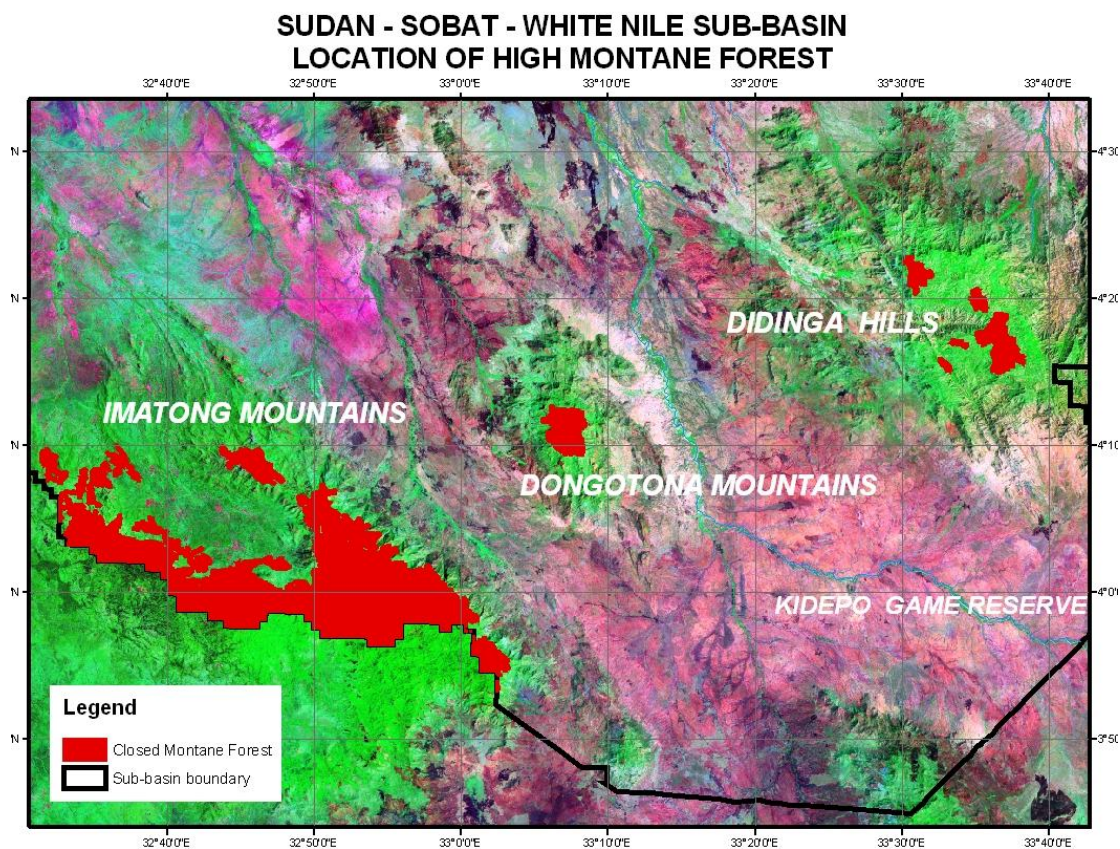 SUDAN - SOBAT - WHITE NILE SUB-BASIN
LOCATION OF HIGH MONTANE FOREST
32°40'0"E 32°50'0"E 33°0'0"E 33°10'0"E 33°20'0"E 33°30'0"E 33°40'0"E
N 4°30
N 4°20
DIDINGA HILLS
IMATONG MOUNTAINS
N 4°10
DONGOTONA MOUNTAINS
N 4°0'
KIDEPO GAME RESERVE
N 3°50
Legend
Closed Montane Forest
Sub-basin boundary
32°40'0"E 32°50'0"E 33°0'0"E 33°10'0"E 33°20'0"E 33°30'0"E 33°40'0"E